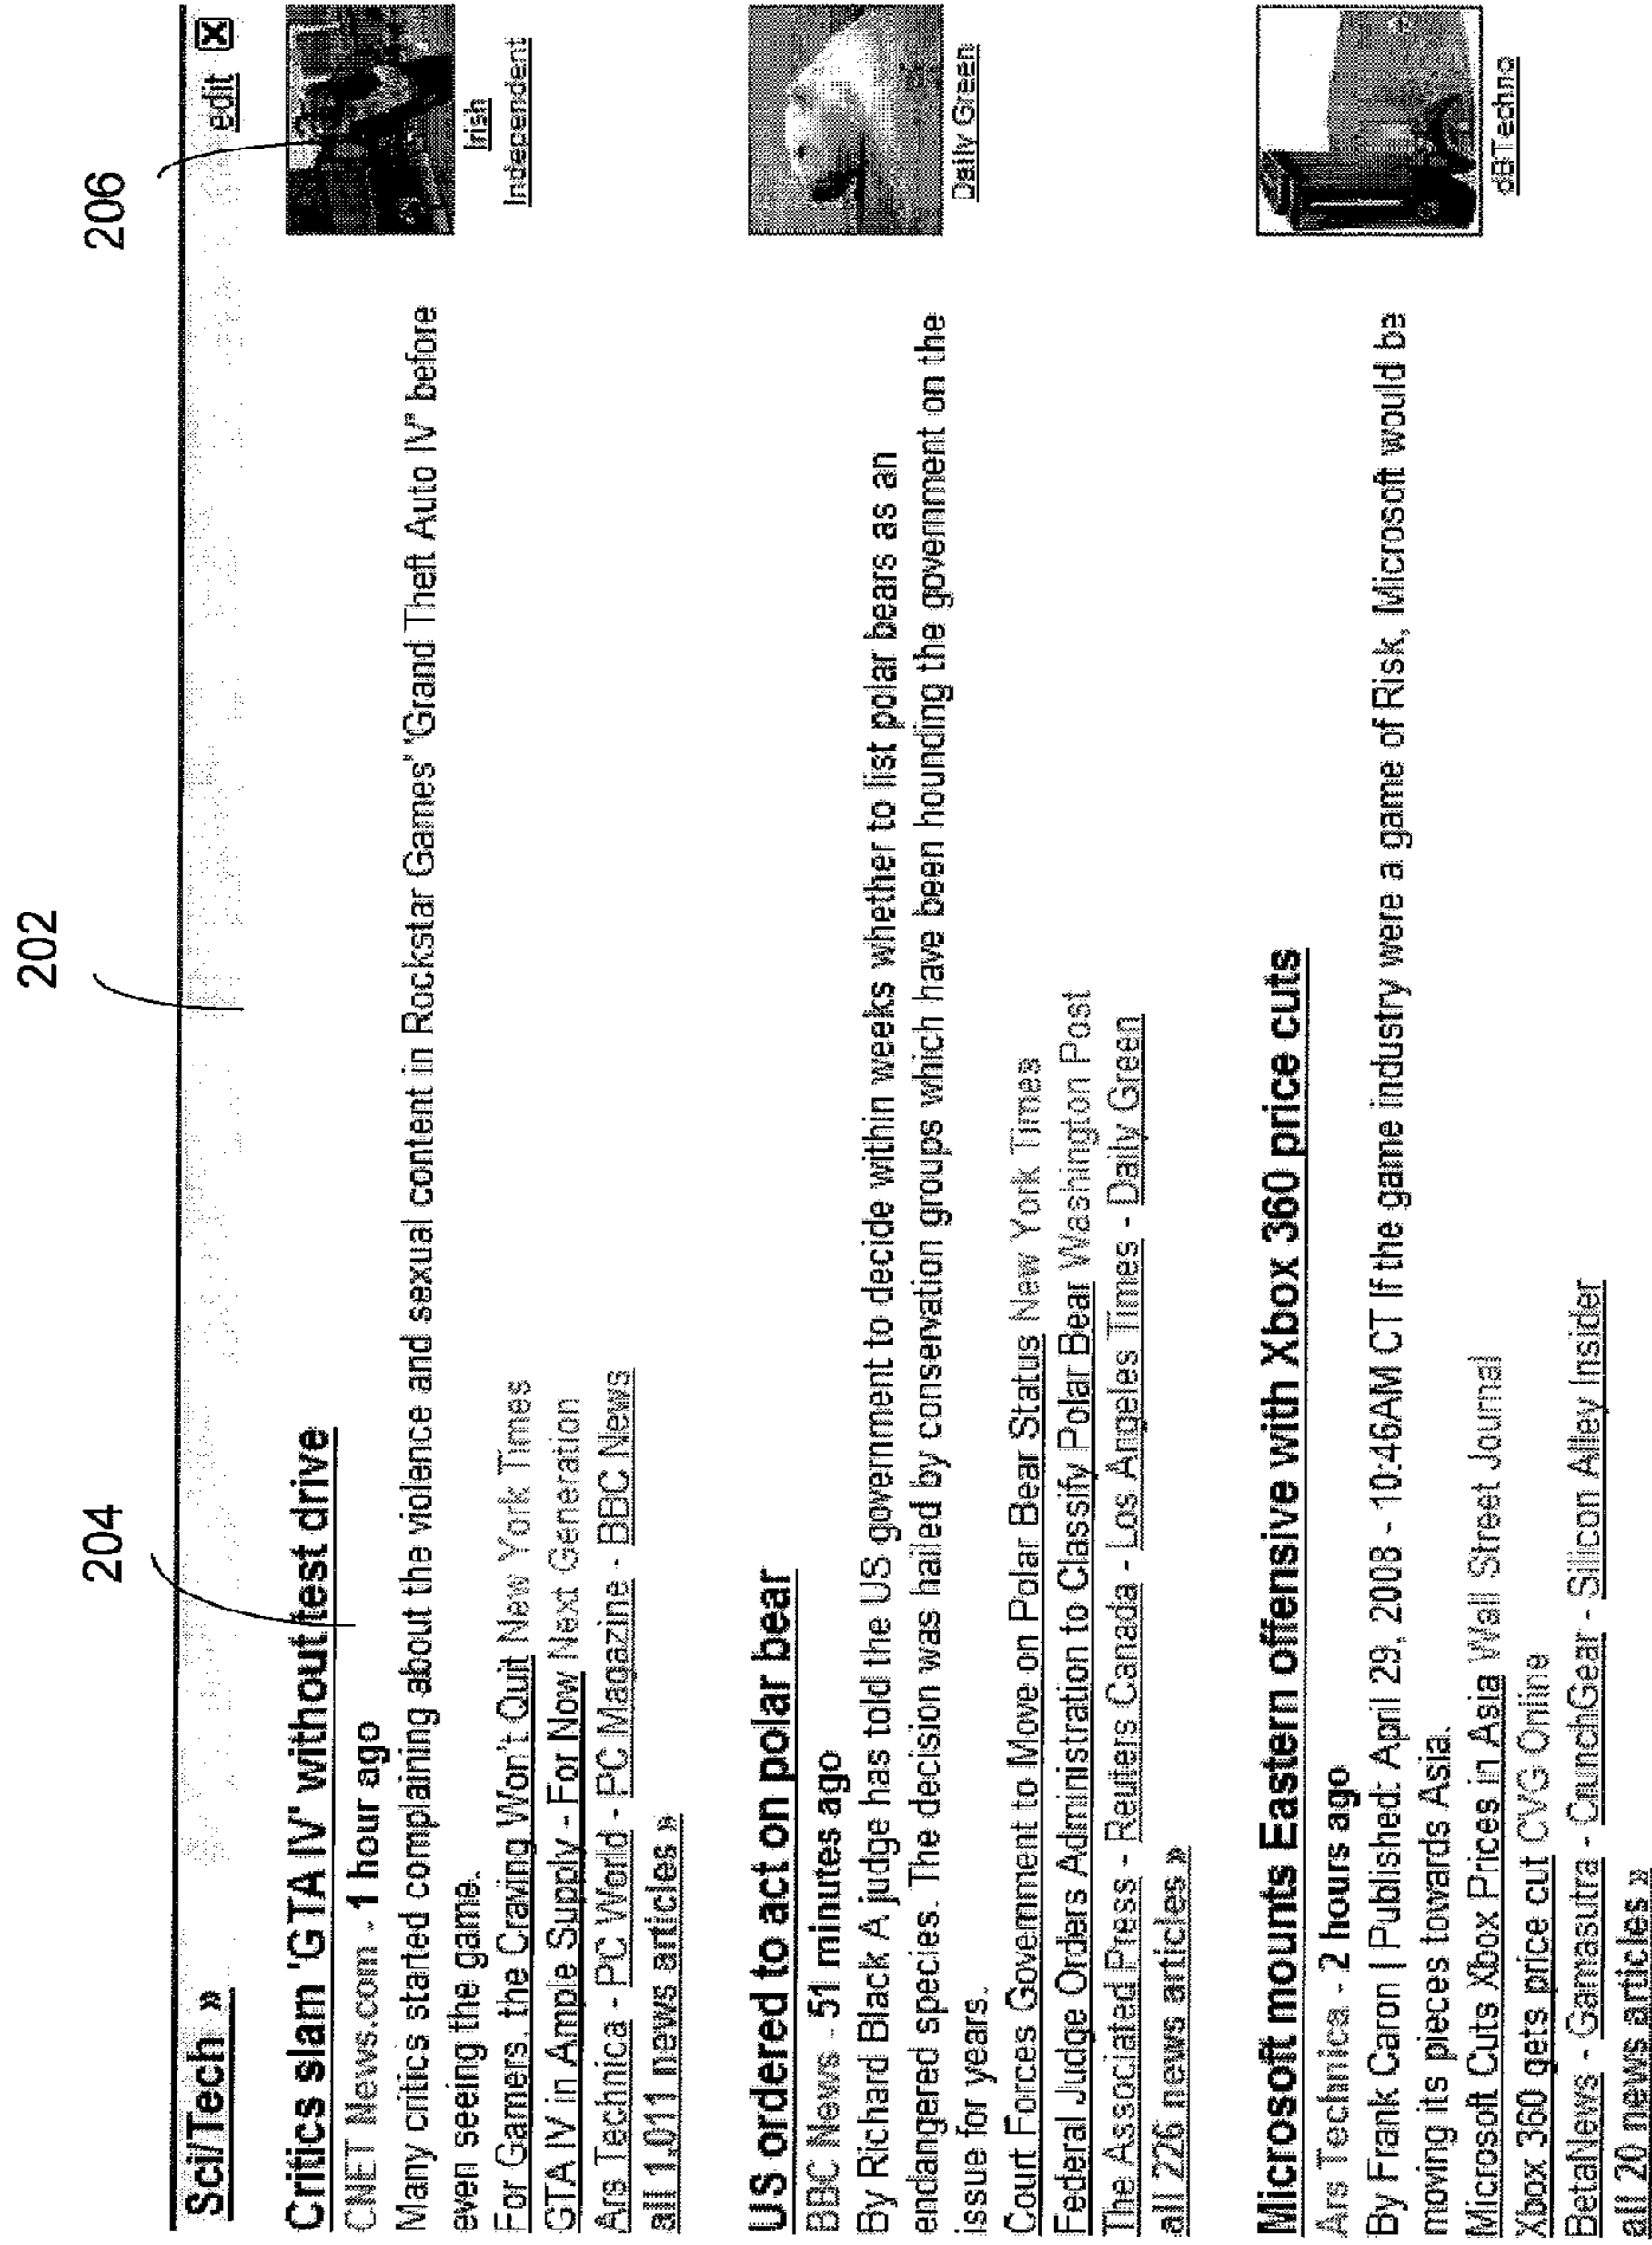 202
204
206
Sci/Tech »
edit X
Critics slam 'GTA IV' without test drive
CNET News.com - 1 hour ago
Many critics started complaining about the violence and sexual content in Rockstar Games' 'Grand Theft Auto IV" before
even seeing the game.
For Gamers, the Craving Won't Quit New York Times
GTA IV in Ample Supply - For Now Next Generation
Ars Technica - PC World - PC Magazine - BBC News
all 1,011 news articles »
Irish
Independent
US ordered to act on polar bear
BBC News - 51 minutes ago
By Richard Black A judge has told the US government to decide within weeks whether to list polar bears as an
endangered species. The decision was hailed by conservation groups which have been hounding the government on the
issue for years.
Court Forces Government to Move on Polar Bear Status New York Times
Federal Judge Orders Administration to Classify Polar Bear Washington Post
The Associated Press - Reuters Canada - Los Angeles Times - Daily Green
all 226 news articles »
Daily Green
Microsoft mounts Eastern offensive with Xbox 360 price cuts
Ars Technica - 2 hours ago
By Frank Caron | Published: April 29, 2008 - 10:46AM CT If the game industry were a game of Risk, Microsoft would be
moving its pieces towards Asia.
Microsoft Cuts Xbox Prices in Asia Wall Street Journal
Xbox 360 gets price cut CVG Online
BetaNews - Gamasutra - CrunchGear - Silicon Alley Insider
all 20 news articles »
dBTechno